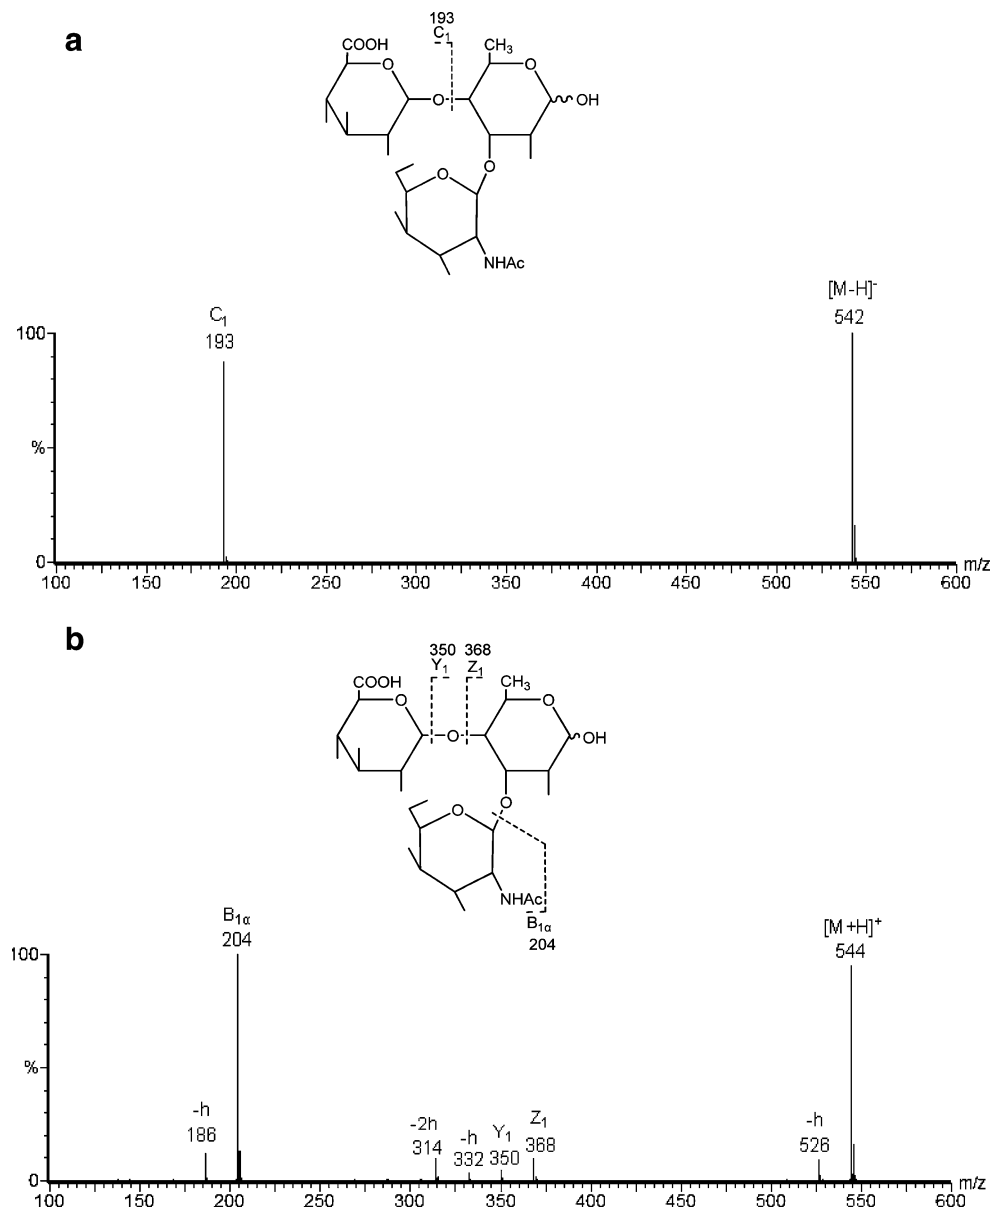 a
193
C1
COOH
O
CH3
O
O
OH
O
O
NHAc
[M-H]-
542
C1
193
100
%
0
100 150 200 250 300 350 400 450 500 550 600 m/z
b
350 368
Y1 Z1
COOH
O
CH3
O
O
OH
O
O
NHAc
B1α
204
B1α
204
[M+H]+
544
100
%
0
-h
186
-2h
314
-h
332
Y1
350
Z1
368
-h
526
100 150 200 250 300 350 400 450 500 550 600 m/z